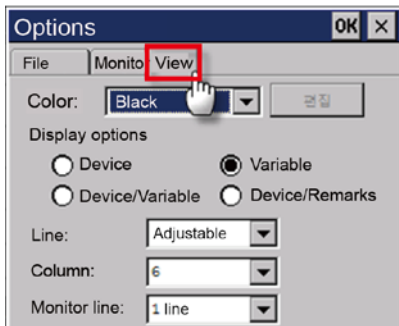 Options OK
File Monitor View
Color: Black 편집
Display options
Device Variable
Device/Variable Device/Remarks
Line: Adjustable
Column: 6
Monitor line: 1 line